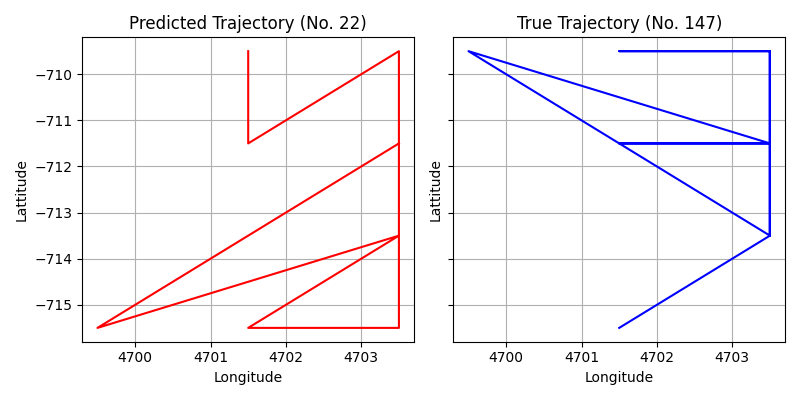 Predicted Trajectory (No. 22)
True Trajectory (No. 147)
Lattitude
−710
−711
−712
−713
−714
−715
4700
4701
4702
4703
Longitude
Lattitude
4700
4701
4702
4703
Longitude